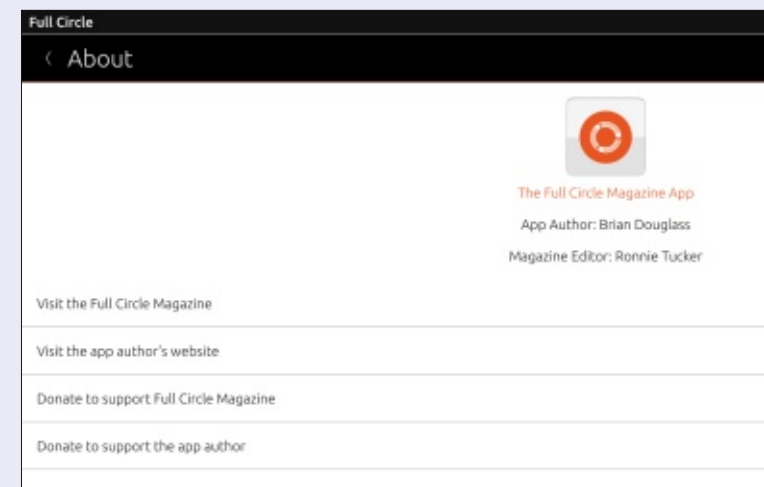 Full Circle
About
The Full Circle Magazine App
App Author: Brian Douglass
Magazine Editor: Ronnie Tucker
Visit the Full Circle Magazine
Visit the app author's website
Donate to support Full Circle Magazine
Donate to support the app author